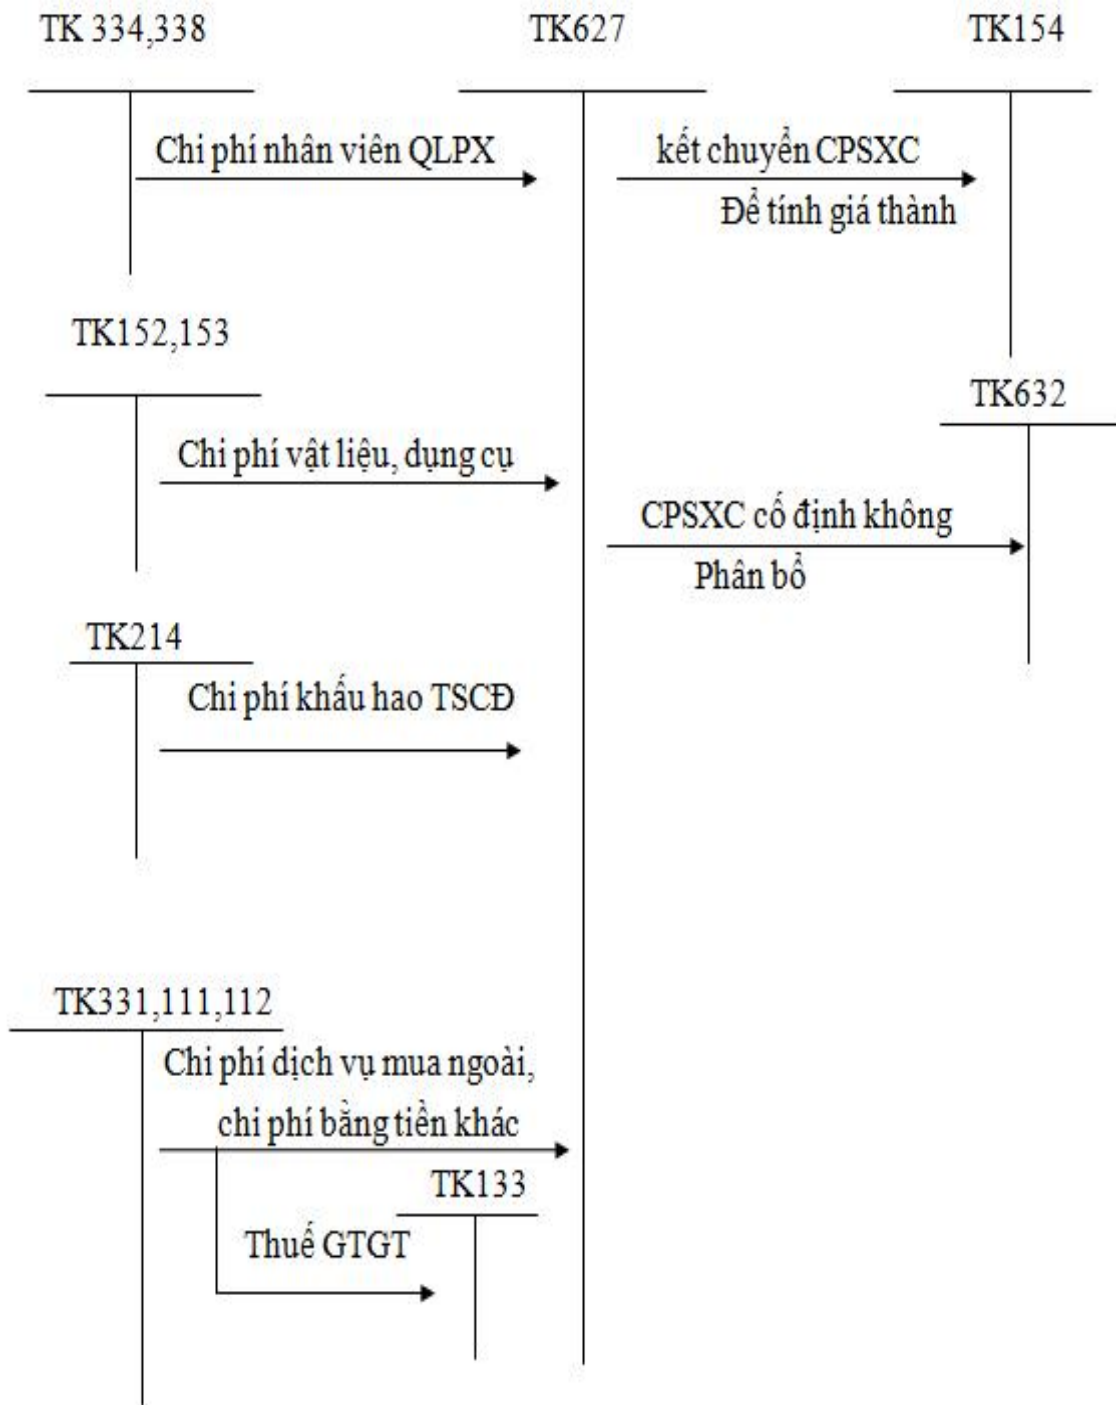 TK 334,338
TK627
TK154
Chi phí nhân viên QLPX
kết chuyển CPSXC
Để tính giá thành
TK152,153
TK632
Chi phí vật liệu, dụng cụ
CPSXC cố định không
Phân bổ
TK214
Chi phí khấu hao TSCĐ
TK331,111,112
Chi phí dịch vụ mua ngoài,
chi phí bằng tiền khác
TK133
Thuế GTGT